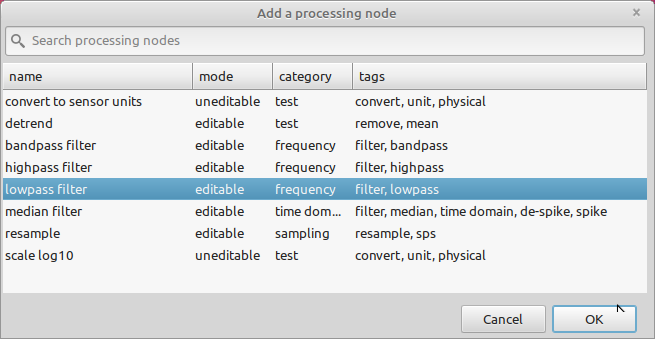 Add a processing node ×
Search processing nodes
name mode category tags
convert to sensor units uneditable test convert, unit, physical
detrend editable test remove, mean
bandpass filter editable frequency filter, bandpass
highpass filter editable frequency filter, highpass
lowpass filter editable frequency filter, lowpass
median filter editable time dom... filter, median, time domain, de-spike, spike
resample editable sampling resample, sps
scale log10 uneditable test convert, unit, physical
Cancel OK